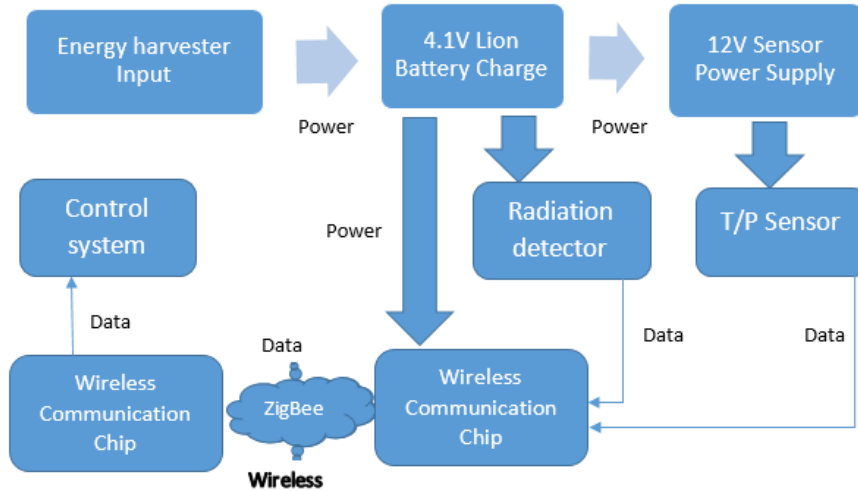 Energy harvester
Input
4.1V Lion
Battery Charge
12V Sensor
Power Supply
Power
Power
Control
system
Power
Radiation
detector
T/P Sensor
Data
Data
Data
Data
Wireless
Communication
Chip
ZigBee
Wireless
Communication
Chip
Wireless